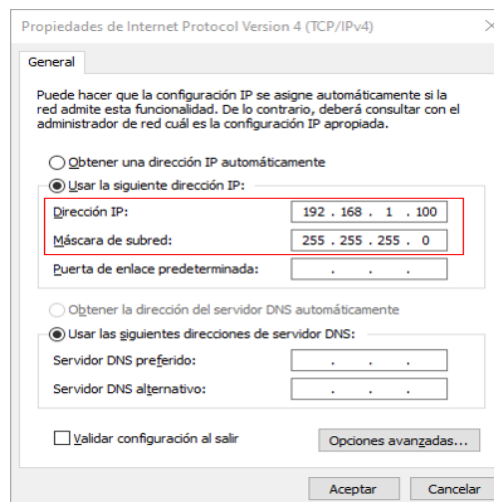 Propiedades de Internet Protocol Version 4 (TCP/IPv4)
General
Puede hacer que la configuración IP se asigne automáticamente si la
red admite esta funcionalidad. De lo contrario, deberá consultar con el
administrador de red cuál es la configuración IP apropiada.
Obtener una dirección IP automáticamente
Usar la siguiente dirección IP:
Dirección IP: 192 . 168 . 1 . 100
Máscara de subred: 255 . 255 . 255 . 0
Puerta de enlace predeterminada: . . .
Obtener la dirección del servidor DNS automáticamente
Usar las siguientes direcciones de servidor DNS:
Servidor DNS preferido: . . .
Servidor DNS alternativo: . . .
Validar configuración al salir Opciones avanzadas...
Aceptar Cancelar